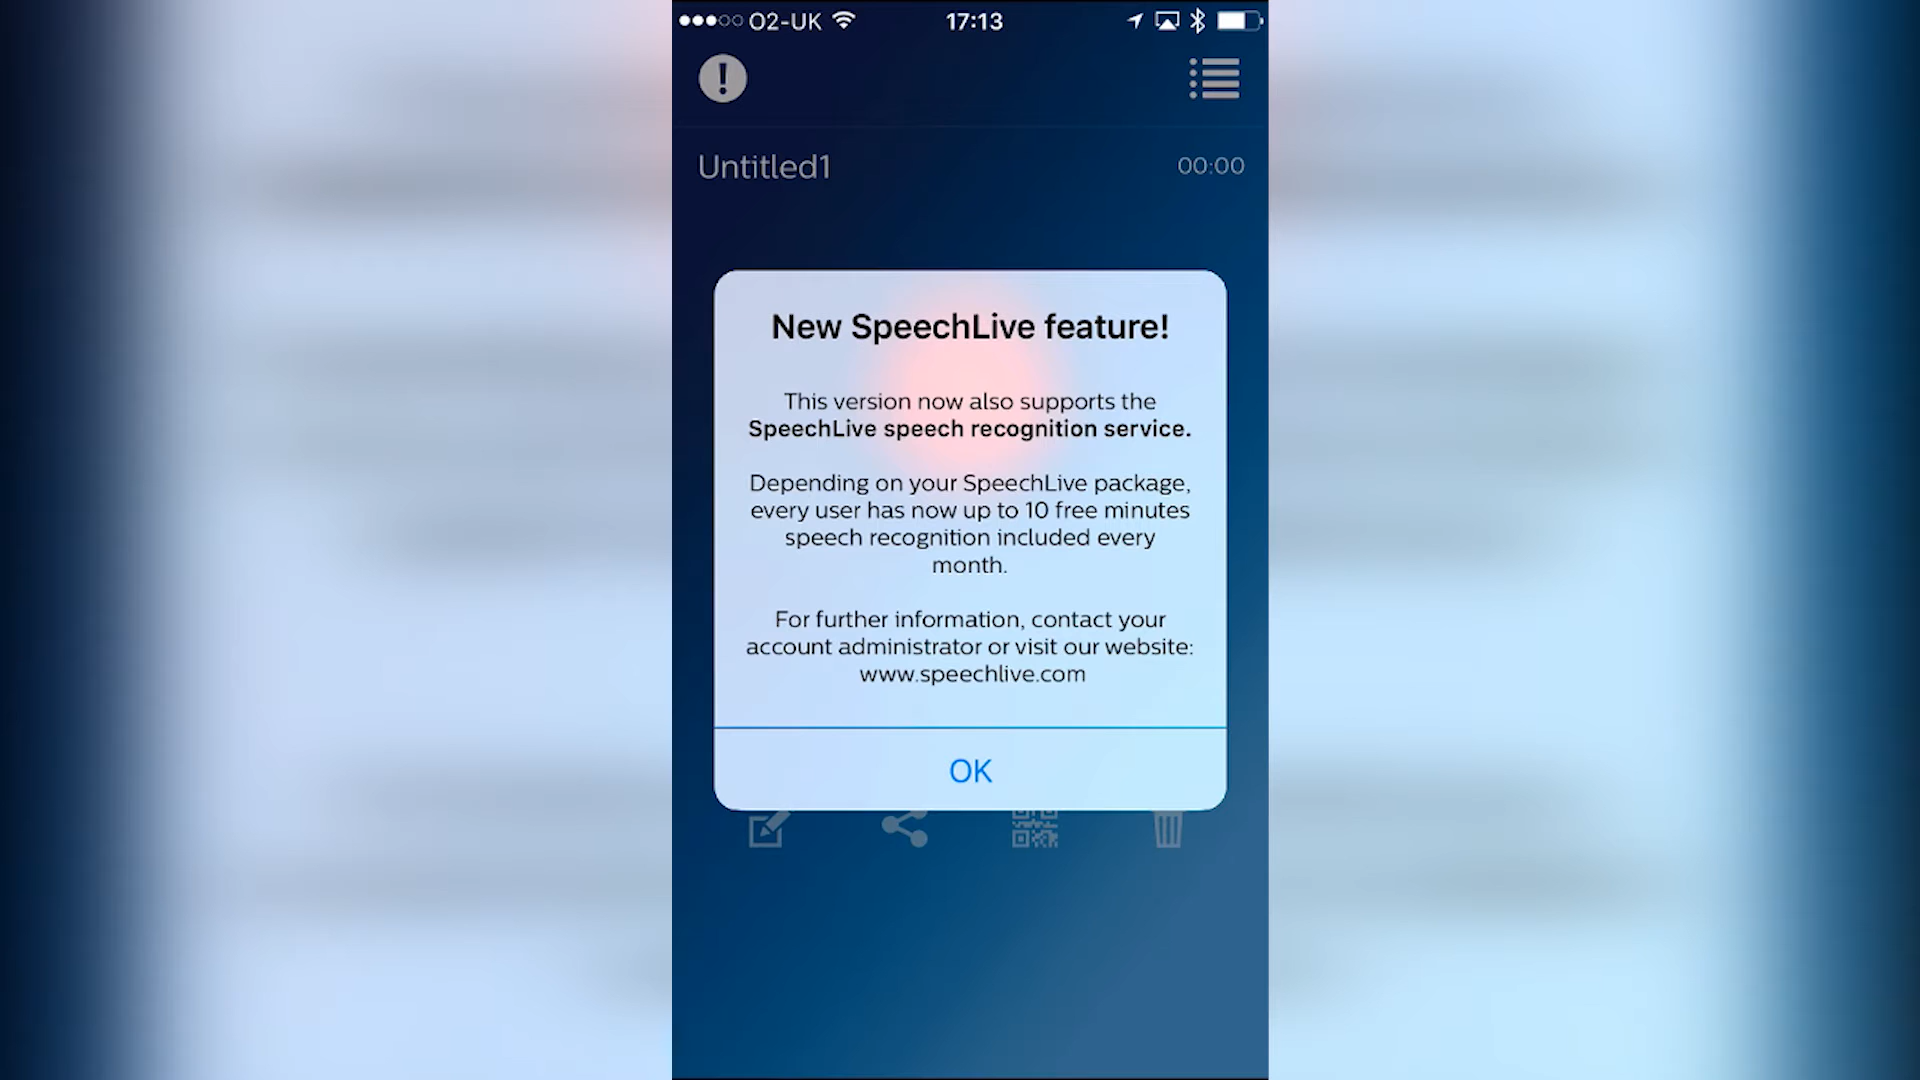 O2-UK 17:13
Untitled1 00:00
New SpeechLive feature!
This version now also supports the
SpeechLive speech recognition service.
Depending on your SpeechLive package,
every user has now up to 10 free minutes
speech recognition included every
month.
For further information, contact your
account administrator or visit our website:
www.speechlive.com
OK